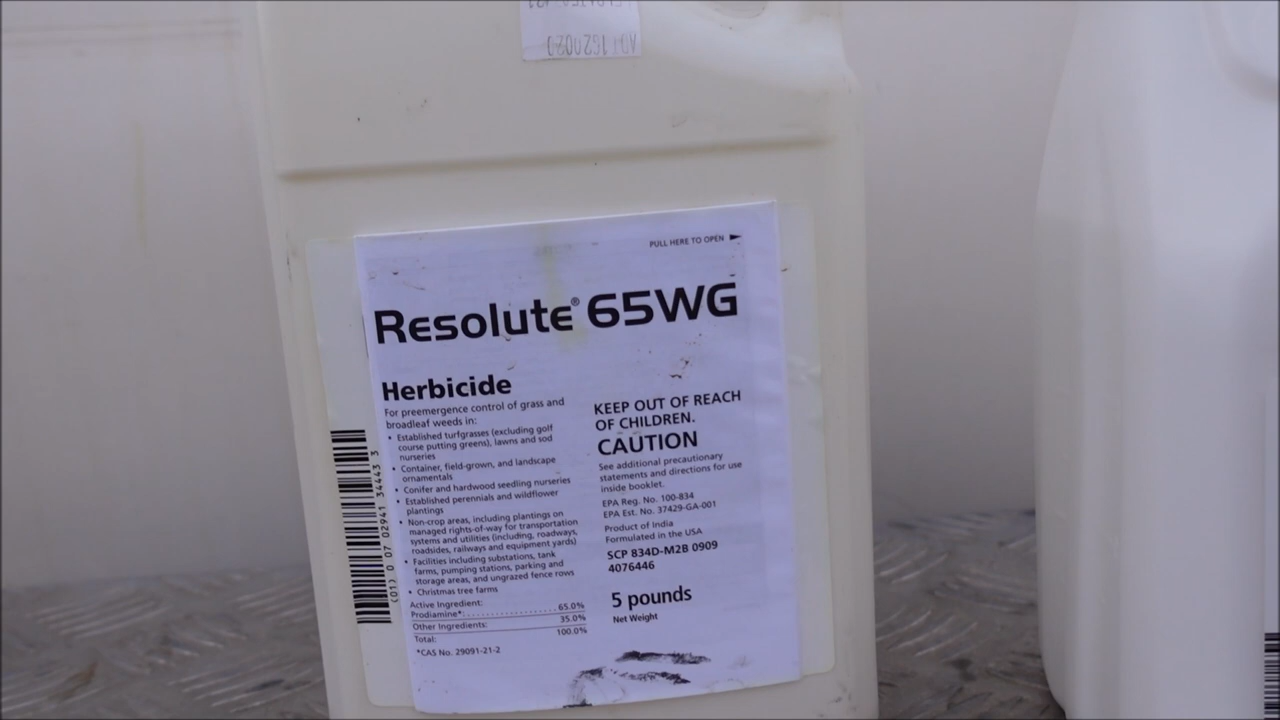 PULL HERE TO OPEN
Resolute® 65WG
Herbicide
For preemergence control of grass and
broadleaf weeds in:
• Established turfgrasses (excluding golf
course putting greens), lawns and sod
nurseries
• Container, field-grown, and landscape
ornamentals
• Conifer and hardwood seedling nurseries
• Established perennials and wildflower
plantings
• Non-crop areas, including plantings on
managed rights-of-way for transportation
systems and utilities (including, roadways,
roadsides, railways and equipment yards)
• Facilities including substations, tank
farms, pumping stations, parking and
storage areas, and ungrazed fence rows
• Christmas tree farms
Active Ingredient:
Prodiamine*: . . . . . . . . . . . . 65.0%
Other Ingredients: 35.0%
Total: 100.0%
*CAS No. 29091-21-2
KEEP OUT OF REACH
OF CHILDREN.
CAUTION
See additional precautionary
statements and directions for use
inside booklet.
EPA Reg. No. 100-834
EPA Est. No. 37429-GA-001
Product of India
Formulated in the USA
SCP 834D-M2B 0909
4076446
5 pounds
Net Weight
(01) 0 07 02941 34443 3